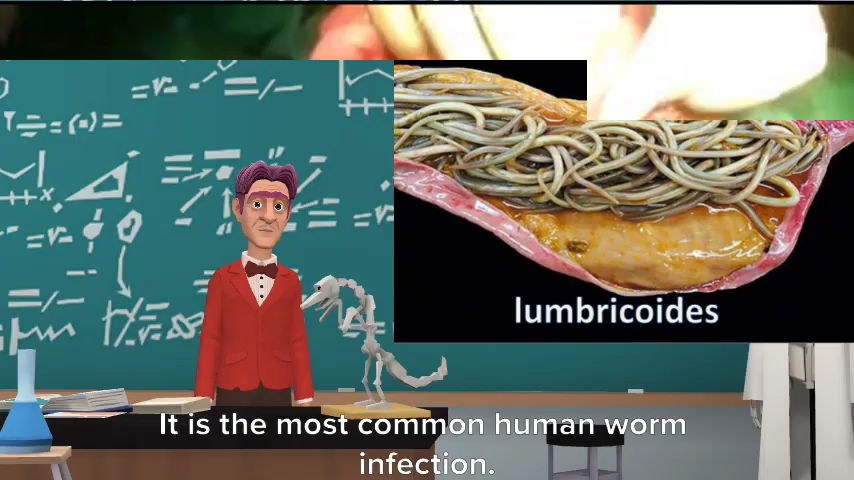 lumbricoides
It is the most common human worm
infection.